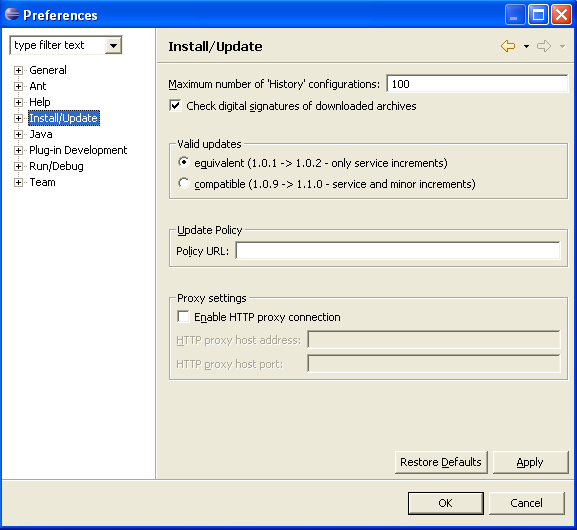 Preferences
type filter text
General
Ant
Help
Install/Update
Java
Plug-in Development
Run/Debug
Team
Install/Update
Maximum number of 'History' configurations: 100
Check digital signatures of downloaded archives
Valid updates
equivalent (1.0.1 -> 1.0.2 - only service increments)
compatible (1.0.9 -> 1.1.0 - service and minor increments)
Update Policy
Policy URL:
Proxy settings
Enable HTTP proxy connection
HTTP proxy host address:
HTTP proxy host port:
Restore Defaults Apply
OK Cancel